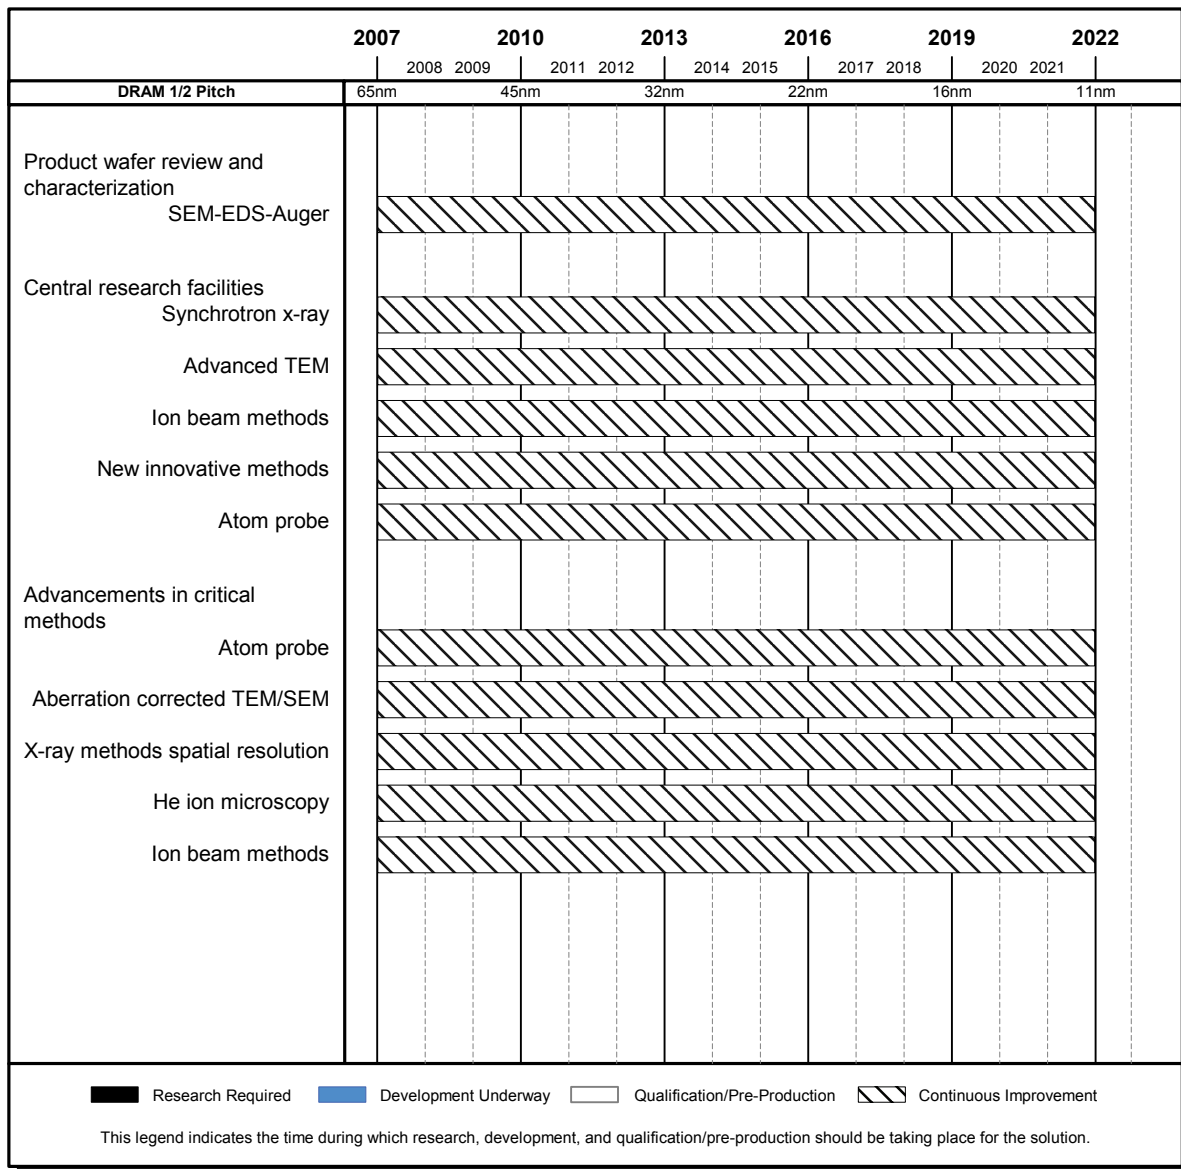 2007 2010 2013 2016 2019 2022
2008 2009 2011 2012 2014 2015 2017 2018 2020 2021
DRAM 1/2 Pitch 65nm 45nm 32nm 22nm 16nm 11nm
Product wafer review and
characterization
SEM-EDS-Auger
Central research facilities
Synchrotron x-ray
Advanced TEM
Ion beam methods
New innovative methods
Atom probe
Advancements in critical
methods
Atom probe
Aberration corrected TEM/SEM
X-ray methods spatial resolution
He ion microscopy
Ion beam methods
Research Required Development Underway Qualification/Pre-Production Continuous Improvement
This legend indicates the time during which research, development, and qualification/pre-production should be taking place for the solution.